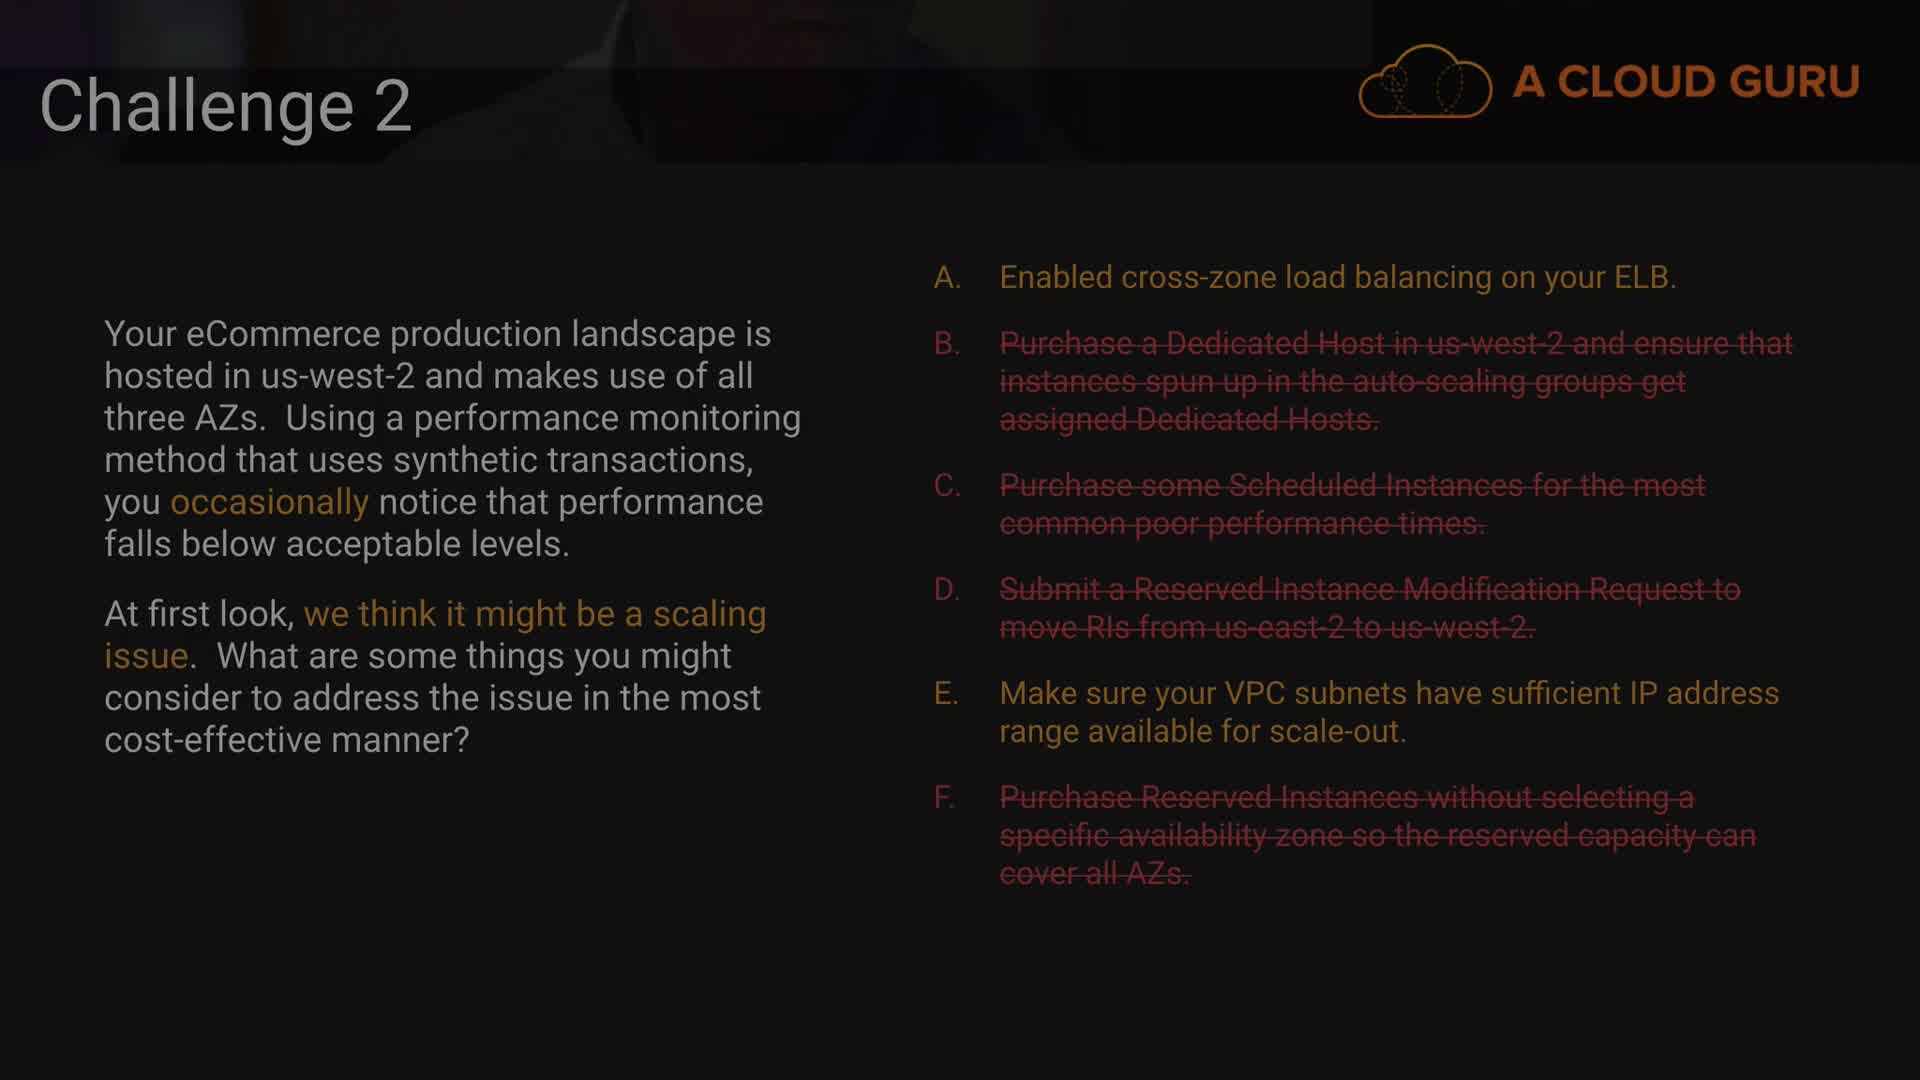 Challenge 2
A CLOUD GURU
Your eCommerce production landscape is
hosted in us-west-2 and makes use of all
three AZs.  Using a performance monitoring
method that uses synthetic transactions,
you occasionally notice that performance
falls below acceptable levels.
At first look, we think it might be a scaling
issue.  What are some things you might
consider to address the issue in the most
cost-effective manner?
A. Enabled cross-zone load balancing on your ELB.
B. Purchase a Dedicated Host in us-west-2 and ensure that
instances spun up in the auto-scaling groups get
assigned Dedicated Hosts.
C. Purchase some Scheduled Instances for the most
common poor performance times.
D. Submit a Reserved Instance Modification Request to
move RIs from us-east-2 to us-west-2.
E. Make sure your VPC subnets have sufficient IP address
range available for scale-out.
F. Purchase Reserved Instances without selecting a
specific availability zone so the reserved capacity can
cover all AZs.